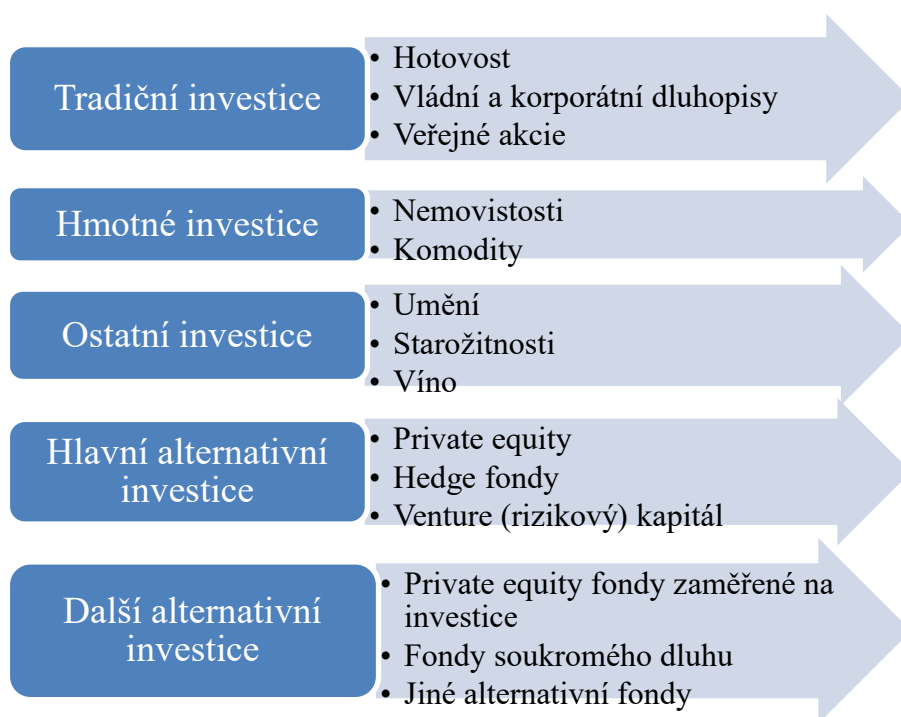 Tradiční investice
• Hotovost
• Vládní a korporátní dluhopisy
• Veřejné akcie
Hmotné investice
• Nemovistosti
• Komodity
Ostatní investice
• Umění
• Starožitnosti
• Víno
Hlavní alternativní
investice
• Private equity
• Hedge fondy
• Venture (rizikový) kapitál
Další alternativní
investice
• Private equity fondy zaměřené na
investice
• Fondy soukromého dluhu
• Jiné alternativní fondy